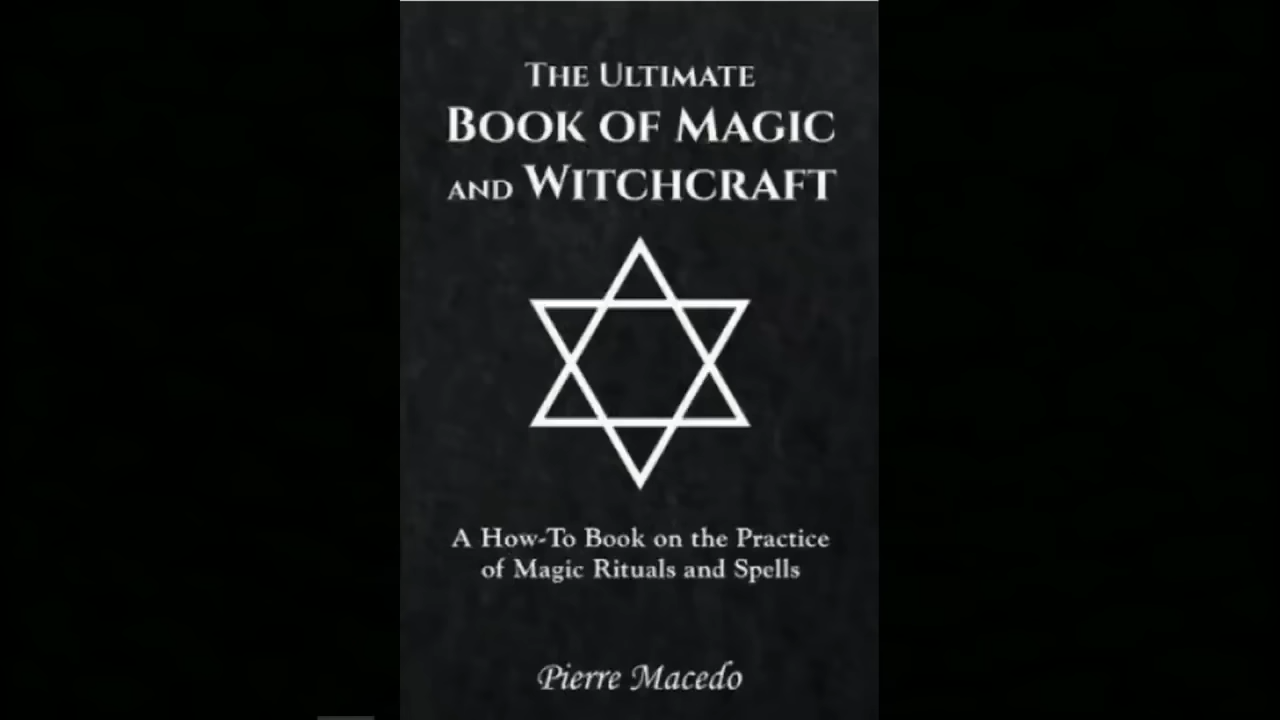 The Ultimate
Book of Magic
and Witchcraft
A How-To Book on the Practice
of Magic Rituals and Spells
Pierre Macedo